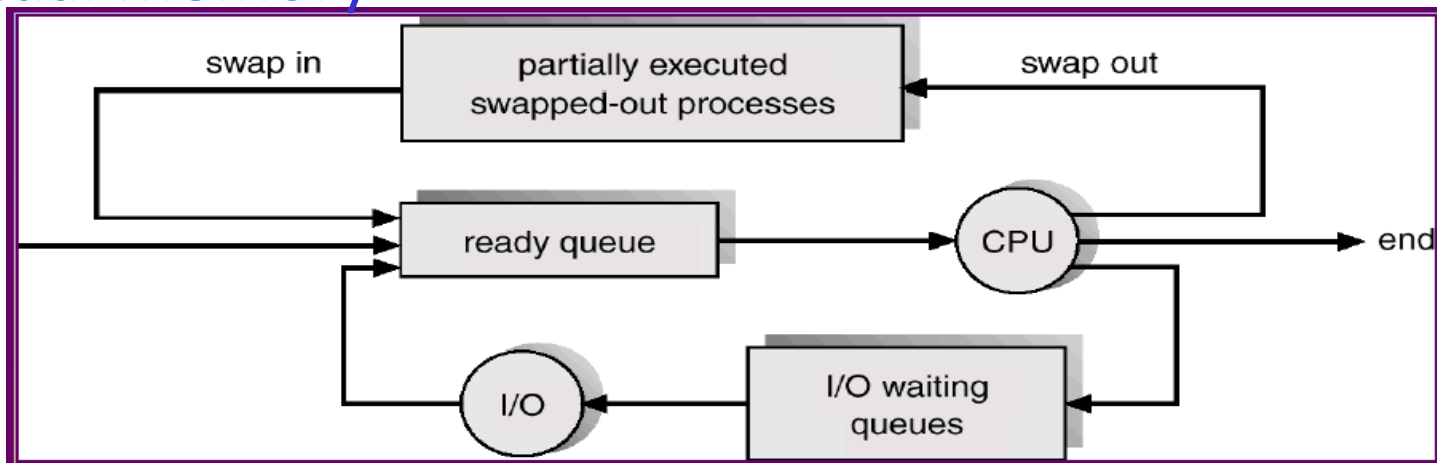 swap in
partially executed
swapped-out processes
swap out
ready queue
CPU
end
I/O
I/O waiting
queues